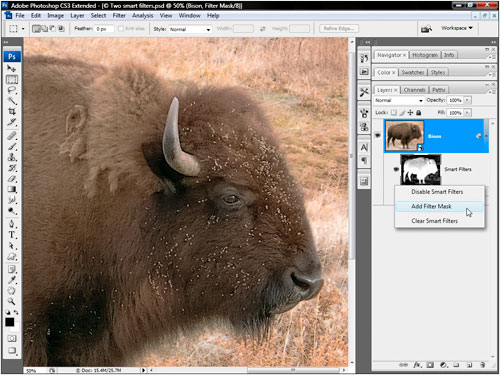 Adobe Photoshop CS3 Extended - [© Two smart filters.psd @ 50% (Bison, Filter Mask/8)]
File Edit Image Layer Select Filter Analysis View Window Help
Feather: 0 px Anti-alias Style: Normal Width: Height: Refine Edge... Workspace
Ps
Navigator × Histogram Info
Color × Swatches Styles
Layers × Channels Paths
Normal Opacity: 100%
Lock: Fill: 100%
Bison
Smart Filters
Disable Smart Filters
Add Filter Mask
Clear Smart Filters
50% Doc: 15.4M/25.7M